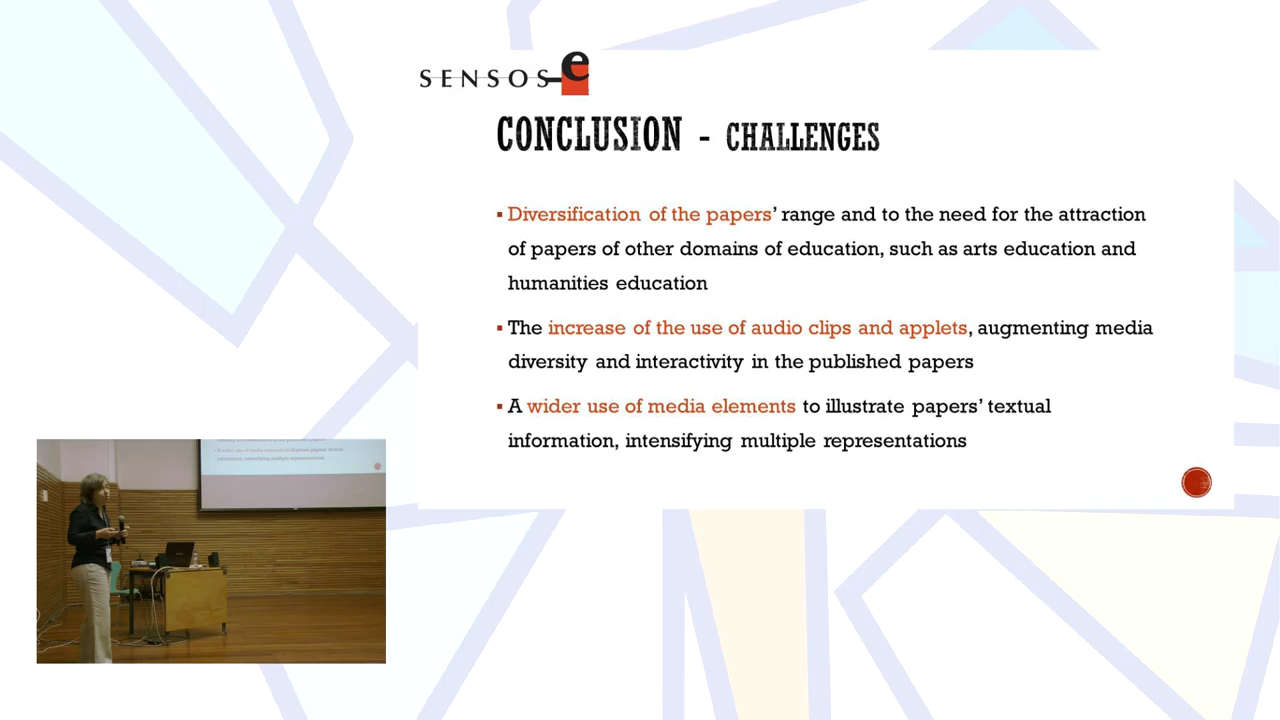 SENSOS-e
CONCLUSION - CHALLENGES
▪ Diversification of the papers’ range and to the need for the attraction
of papers of other domains of education, such as arts education and
humanities education
▪ The increase of the use of audio clips and applets, augmenting media
diversity and interactivity in the published papers
▪ A wider use of media elements to illustrate papers’ textual
information, intensifying multiple representations